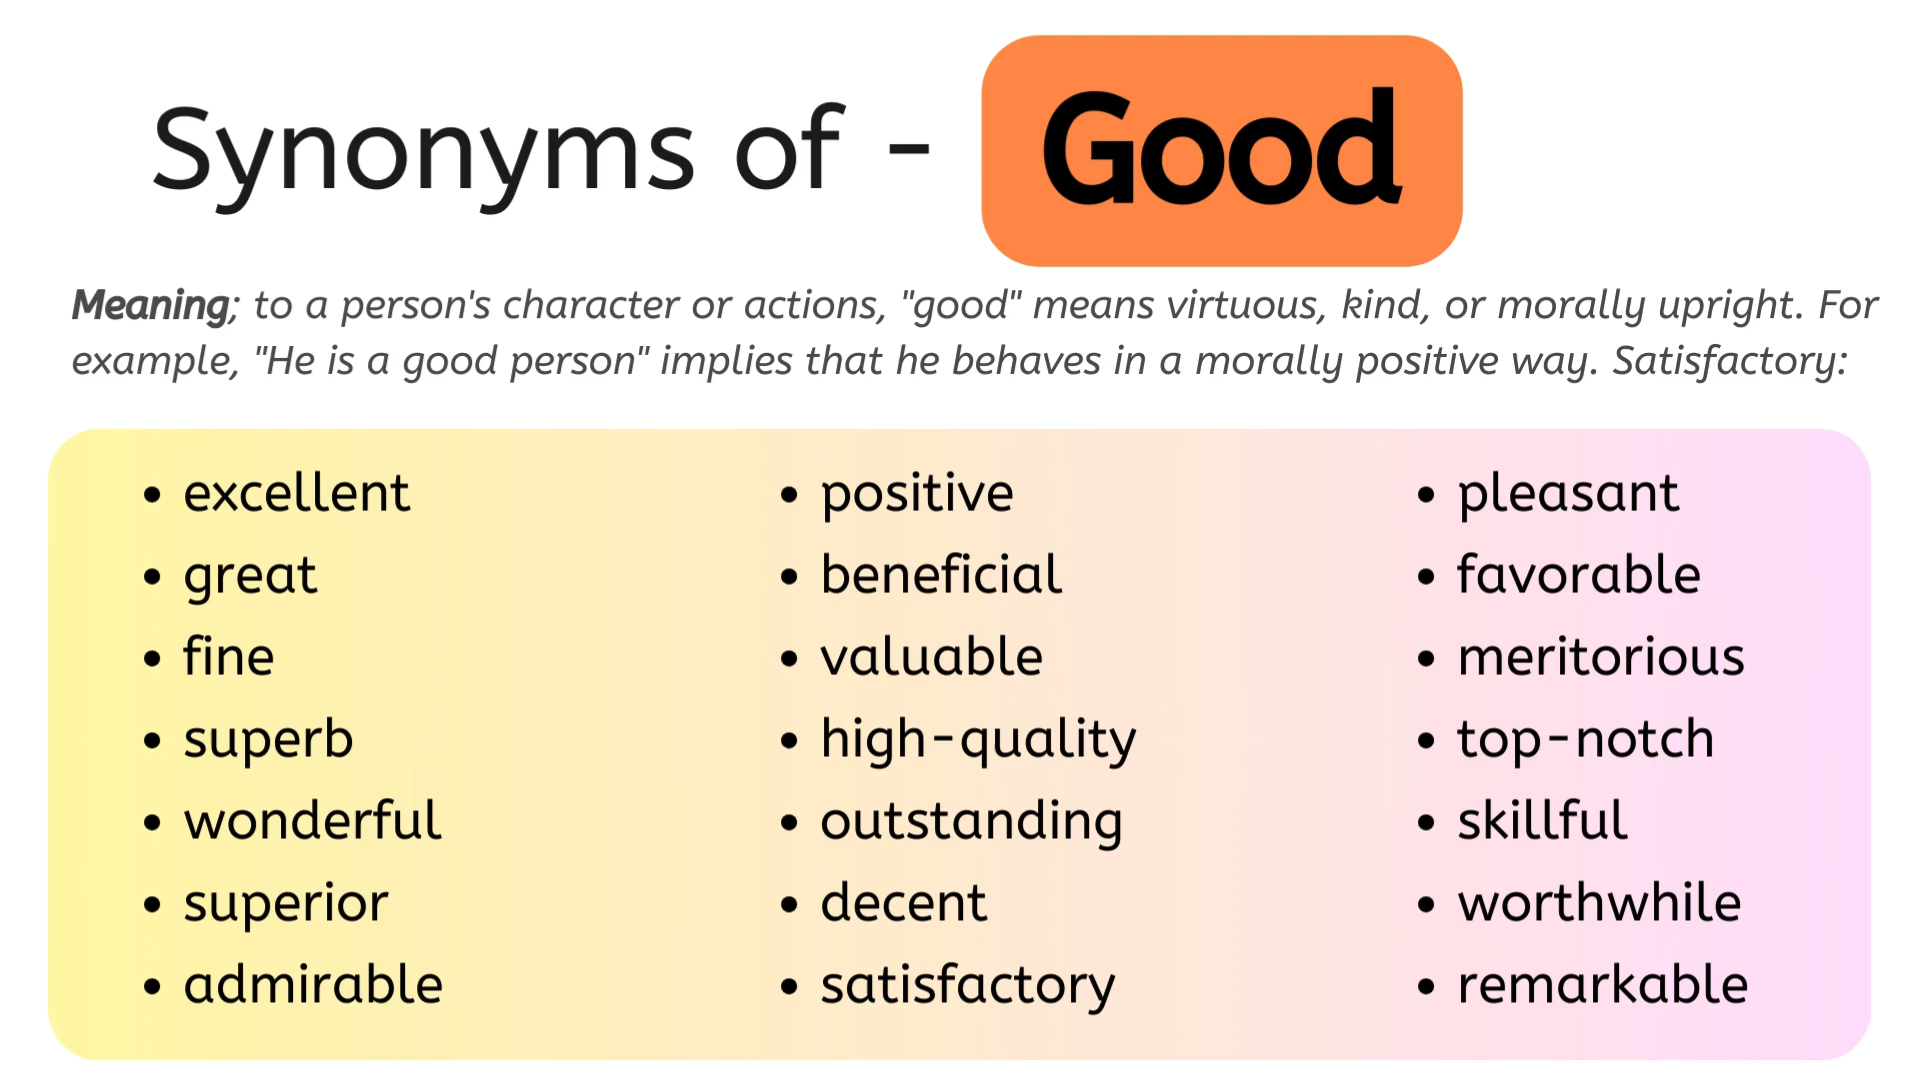 Synonyms of - Good
Meaning; to a person's character or actions, "good" means virtuous, kind, or morally upright. For
example, "He is a good person" implies that he behaves in a morally positive way. Satisfactory:
• excellent
• great
• fine
• superb
• wonderful
• superior
• admirable
• positive
• beneficial
• valuable
• high-quality
• outstanding
• decent
• satisfactory
• pleasant
• favorable
• meritorious
• top-notch
• skillful
• worthwhile
• remarkable